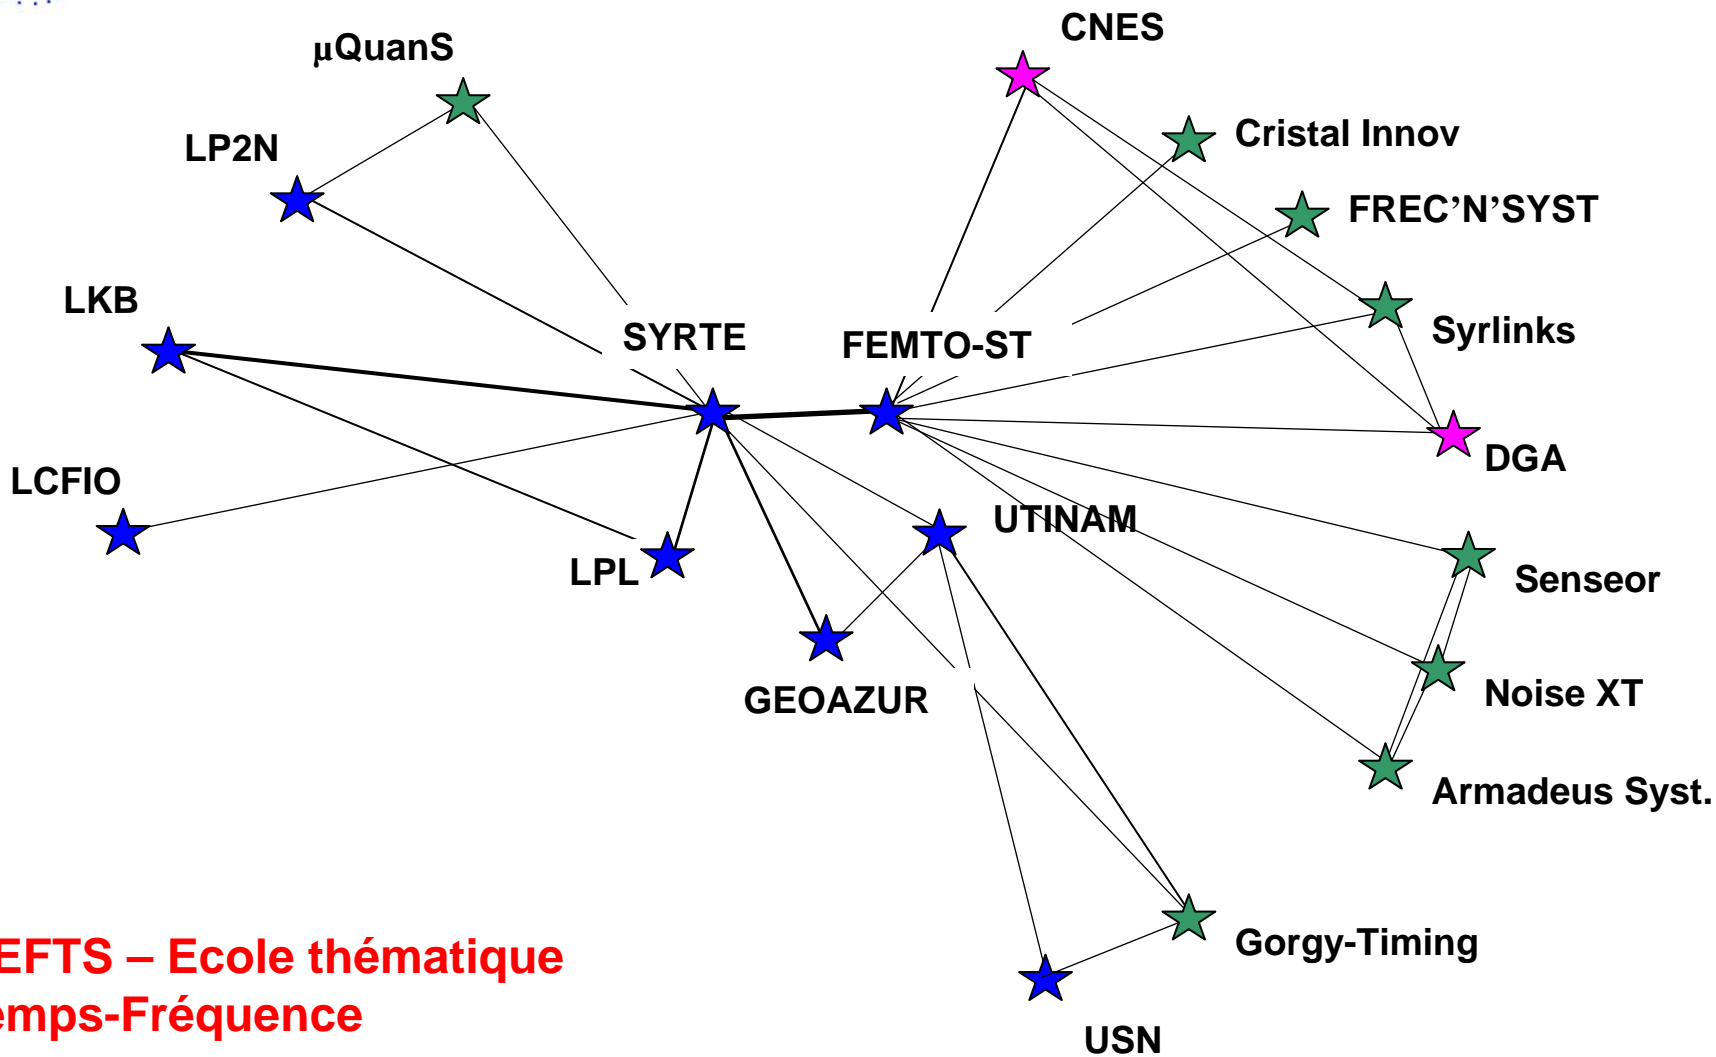 CNES
µQuanS
Cristal Innov
LP2N
FREC’N’SYST
LKB
Syrlinks
SYRTE
FEMTO-ST
DGA
LCFIO
UTINAM
LPL
Senseor
GEOAZUR
Noise XT
Armadeus Syst.
Gorgy-Timing
EFTS – Ecole thématique
emps-Fréquence
USN